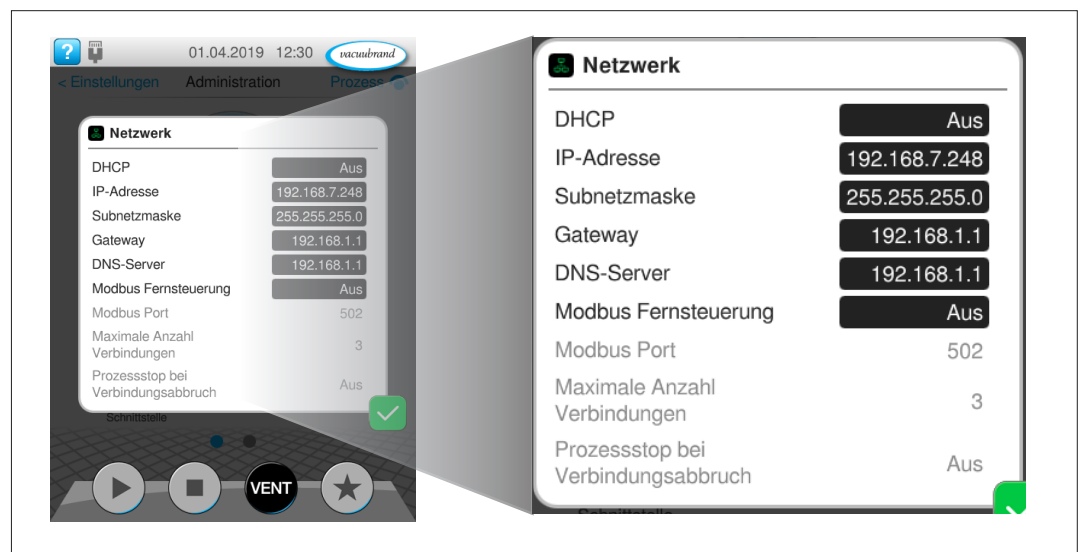 ?
01.04.2019 12:30
vacuubrand
< Einstellungen Administration Prozess
Netzwerk
DHCP Aus
IP-Adresse 192.168.7.248
Subnetzmaske 255.255.255.0
Gateway 192.168.1.1
DNS-Server 192.168.1.1
Modbus Fernsteuerung Aus
Modbus Port 502
Maximale Anzahl
Verbindungen 3
Prozessstop bei
Verbindungsabbruch Aus
Schnittstelle
VENT
Netzwerk
DHCP Aus
IP-Adresse 192.168.7.248
Subnetzmaske 255.255.255.0
Gateway 192.168.1.1
DNS-Server 192.168.1.1
Modbus Fernsteuerung Aus
Modbus Port 502
Maximale Anzahl
Verbindungen 3
Prozessstop bei
Verbindungsabbruch Aus
Schnittstelle